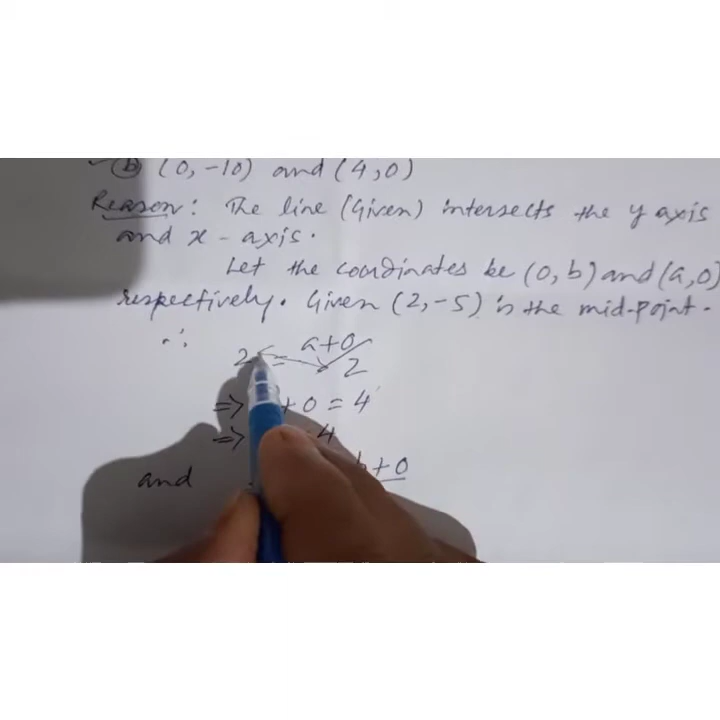 (b) (0, -10) and (4, 0)
Reason: The line (Given) intersects the y axis
and x-axis.
Let the coordinates be (0, b) and (a, 0)
respectively. Given (2, -5) is the mid-point.
∴ 2 = a+0 / 2
=> + 0 = 4
=> 4
and b + 0